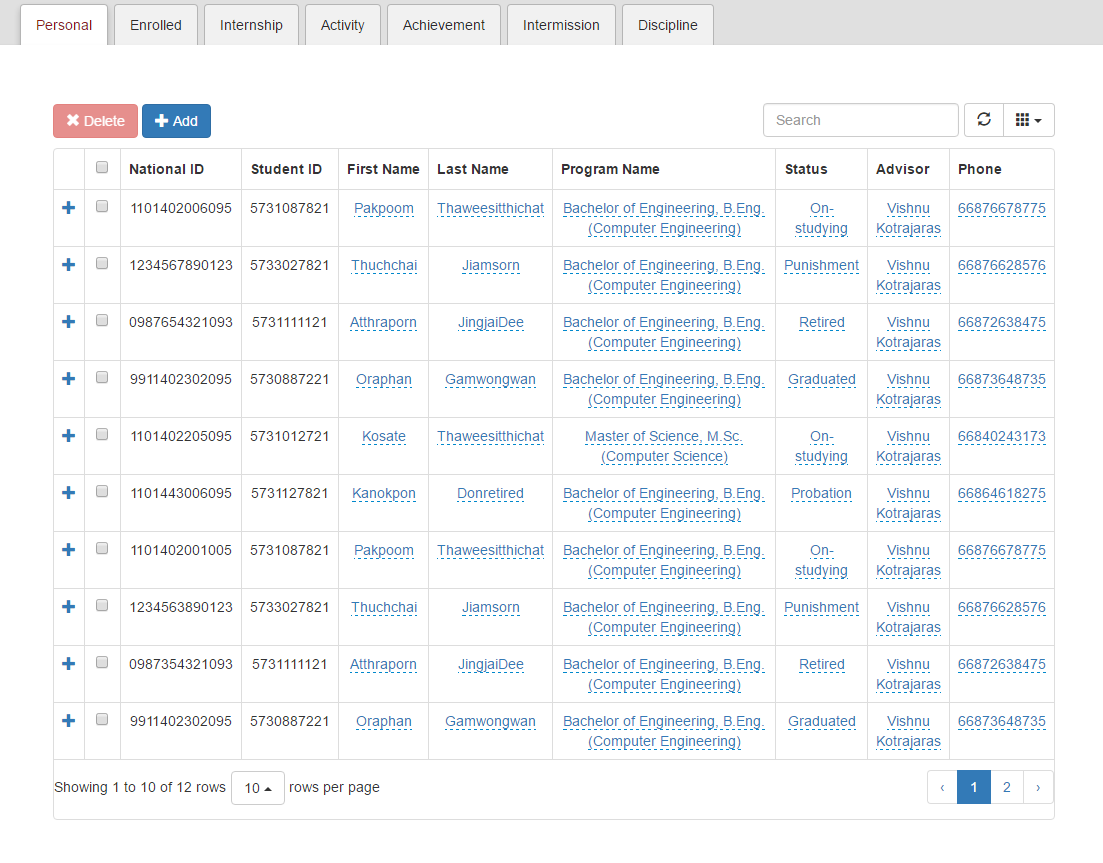 Personal Enrolled Internship Activity Achievement Intermission Discipline
Delete Add Search
National ID Student ID First Name Last Name Program Name Status Advisor Phone
1101402006095 5731087821 Pakpoom Thaweesitthichat Bachelor of Engineering, B.Eng. On- Vishnu 66876678775
(Computer Engineering) studying Kotrajaras
1234567890123 5733027821 Thuchchai Jiamsorn Bachelor of Engineering, B.Eng. Punishment Vishnu 66876628576
(Computer Engineering) Kotrajaras
0987654321093 5731111121 Atthraporn JingjaiDee Bachelor of Engineering, B.Eng. Retired Vishnu 66872638475
(Computer Engineering) Kotrajaras
9911402302095 5730887221 Oraphan Gamwongwan Bachelor of Engineering, B.Eng. Graduated Vishnu 66873648735
(Computer Engineering) Kotrajaras
1101402205095 5731012721 Kosate Thaweesitthichat Master of Science, M.Sc. On- Vishnu 66840243173
(Computer Science) studying Kotrajaras
1101443006095 5731127821 Kanokpon Donretired Bachelor of Engineering, B.Eng. Probation Vishnu 66864618275
(Computer Engineering) Kotrajaras
1101402001005 5731087821 Pakpoom Thaweesitthichat Bachelor of Engineering, B.Eng. On- Vishnu 66876678775
(Computer Engineering) studying Kotrajaras
1234563890123 5733027821 Thuchchai Jiamsorn Bachelor of Engineering, B.Eng. Punishment Vishnu 66876628576
(Computer Engineering) Kotrajaras
0987354321093 5731111121 Atthraporn JingjaiDee Bachelor of Engineering, B.Eng. Retired Vishnu 66872638475
(Computer Engineering) Kotrajaras
9911402302095 5730887221 Oraphan Gamwongwan Bachelor of Engineering, B.Eng. Graduated Vishnu 66873648735
(Computer Engineering) Kotrajaras
Showing 1 to 10 of 12 rows 10 rows per page ‹ 1 2 ›